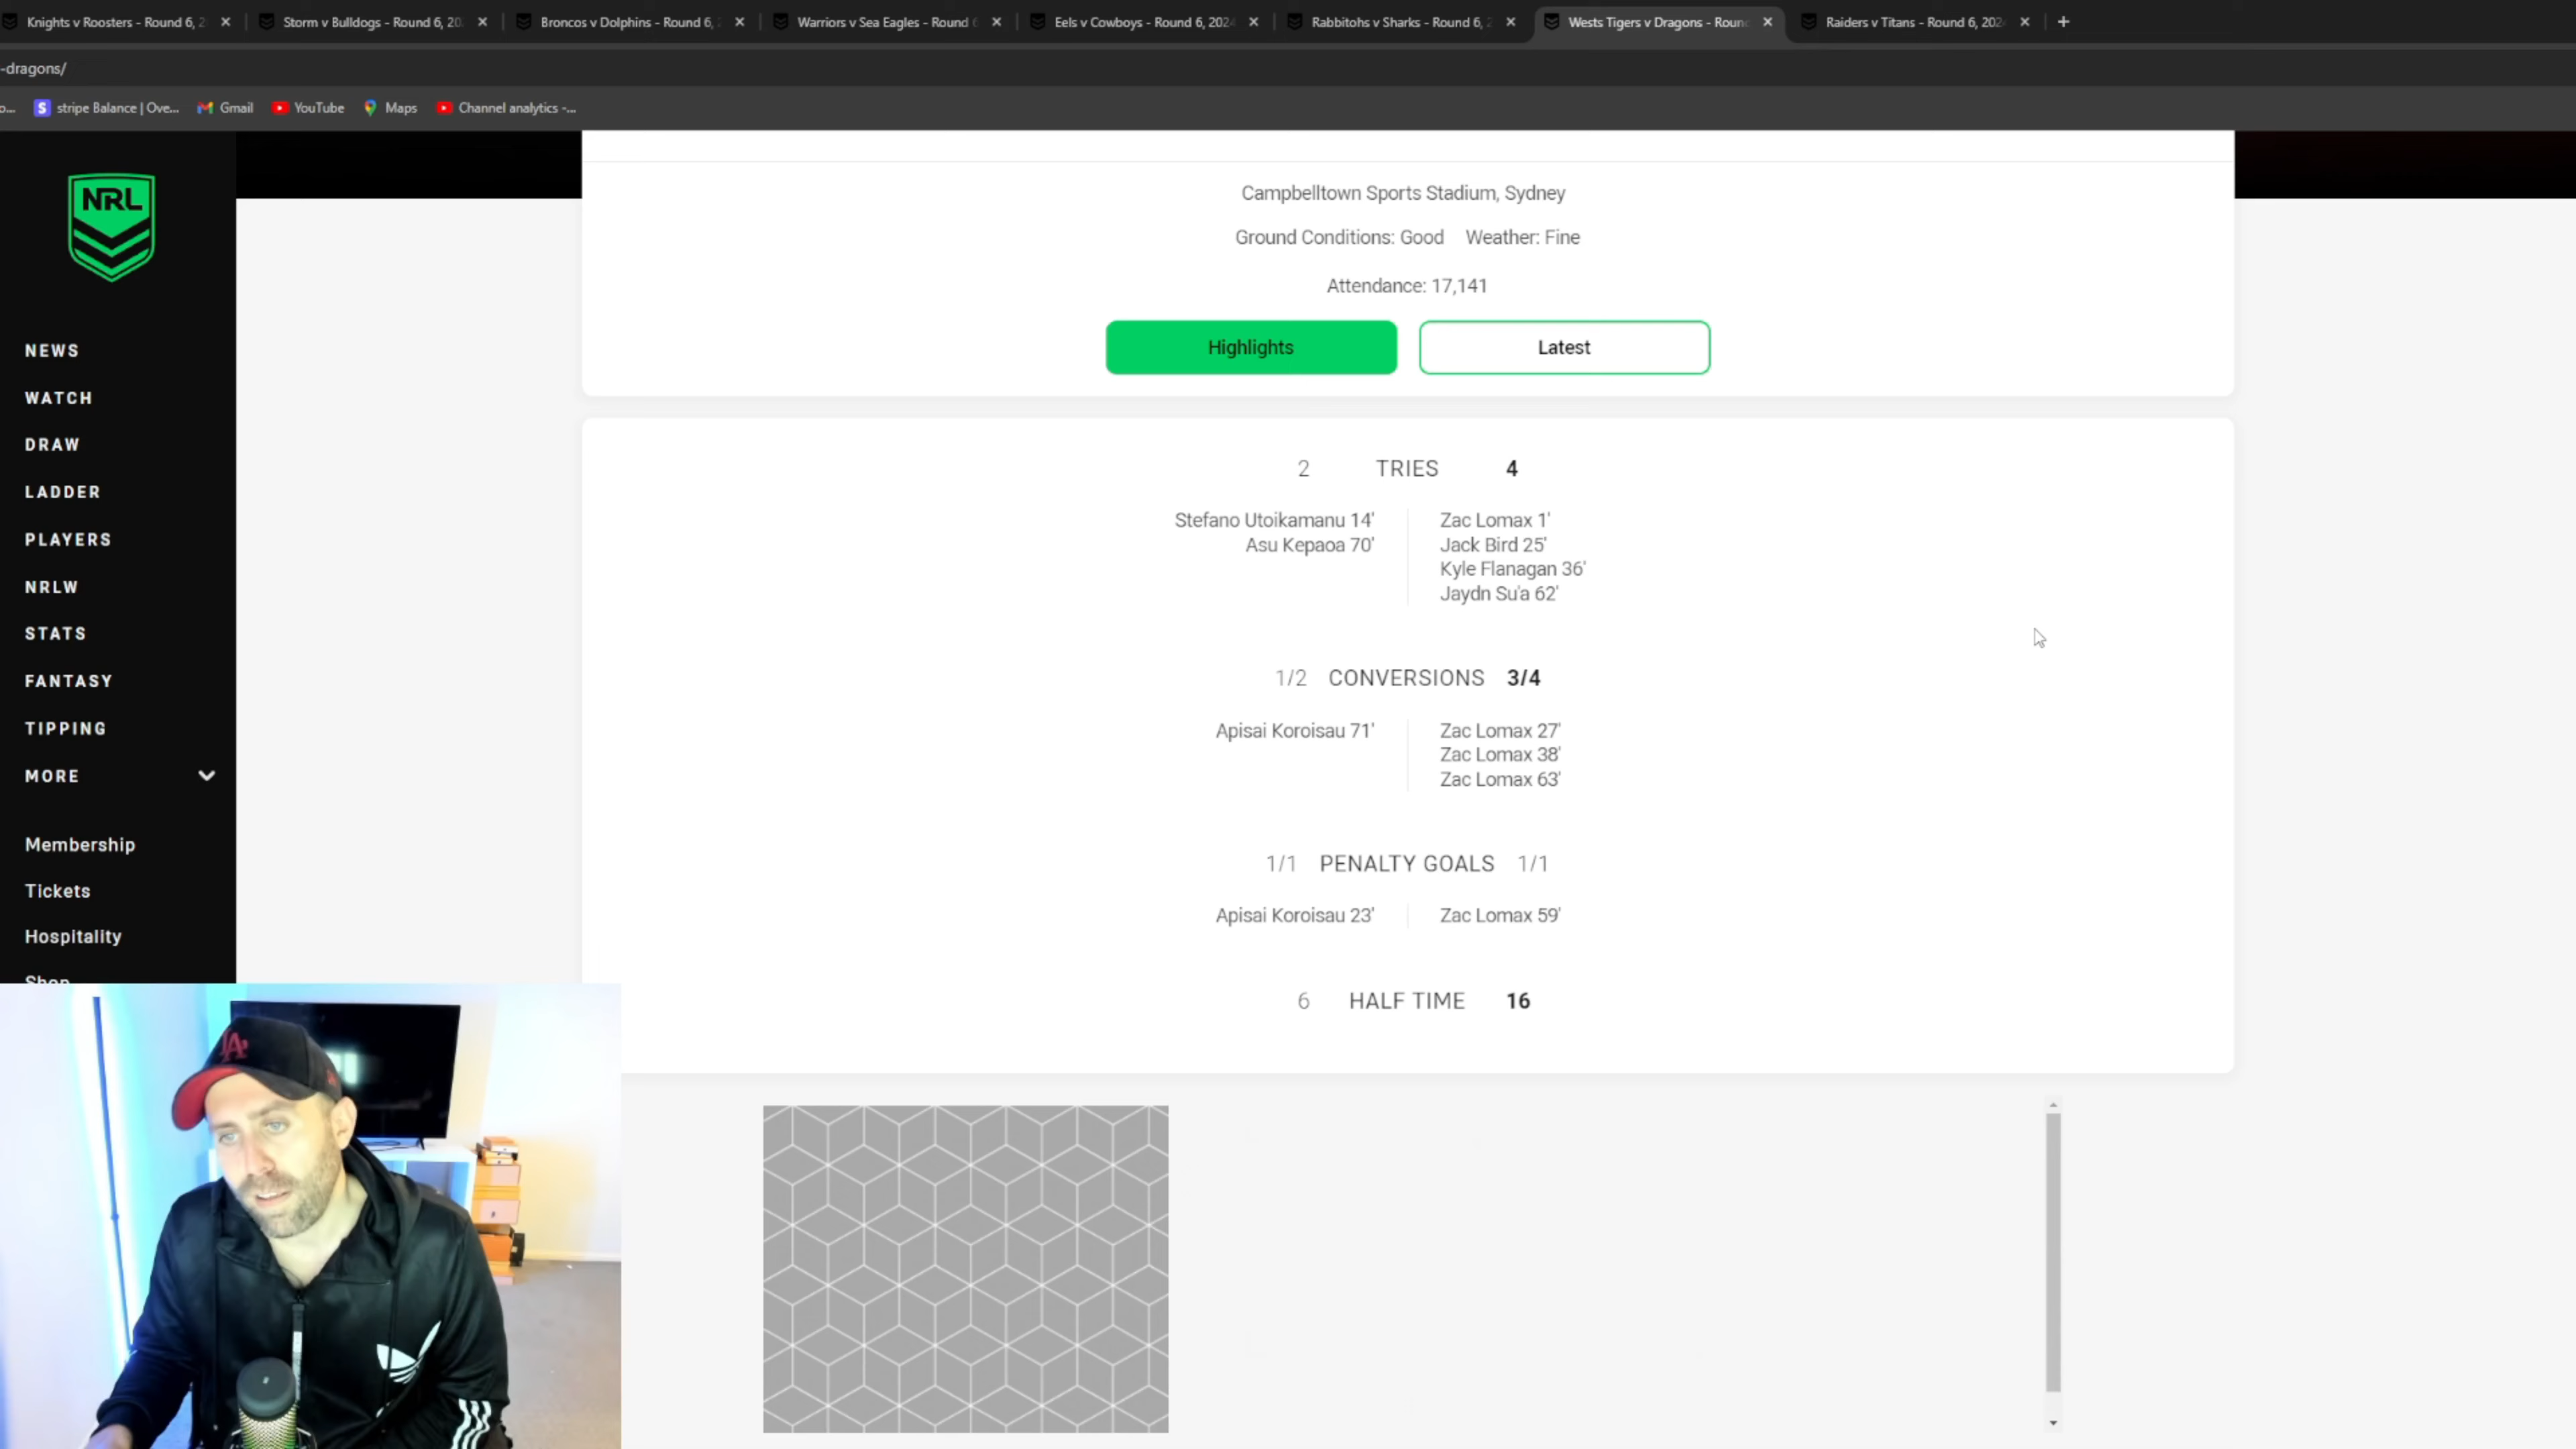 Knights v Roosters - Round 6, 2
Storm v Bulldogs - Round 6, 20
Broncos v Dolphins - Round 6,
Warriors v Sea Eagles - Round 6
Eels v Cowboys - Round 6, 2024
Rabbitohs v Sharks - Round 6, 2
Wests Tigers v Dragons - Roun
Raiders v Titans - Round 6, 202
-dragons/
o...
stripe Balance | Ove...
Gmail
YouTube
Maps
Channel analytics -...
NRL
NEWS
WATCH
DRAW
LADDER
PLAYERS
NRLW
STATS
FANTASY
TIPPING
MORE
Membership
Tickets
Hospitality
Shop
Campbelltown Sports Stadium, Sydney
Ground Conditions: Good Weather: Fine
Attendance: 17,141
Highlights
Latest
2 TRIES 4
Stefano Utoikamanu 14' Zac Lomax 1'
Asu Kepaoa 70' Jack Bird 25'
Kyle Flanagan 36'
Jaydn Su'a 62'
1/2 CONVERSIONS 3/4
Apisai Koroisau 71' Zac Lomax 27'
Zac Lomax 38'
Zac Lomax 63'
1/1 PENALTY GOALS 1/1
Apisai Koroisau 23' Zac Lomax 59'
6 HALF TIME 16
LA